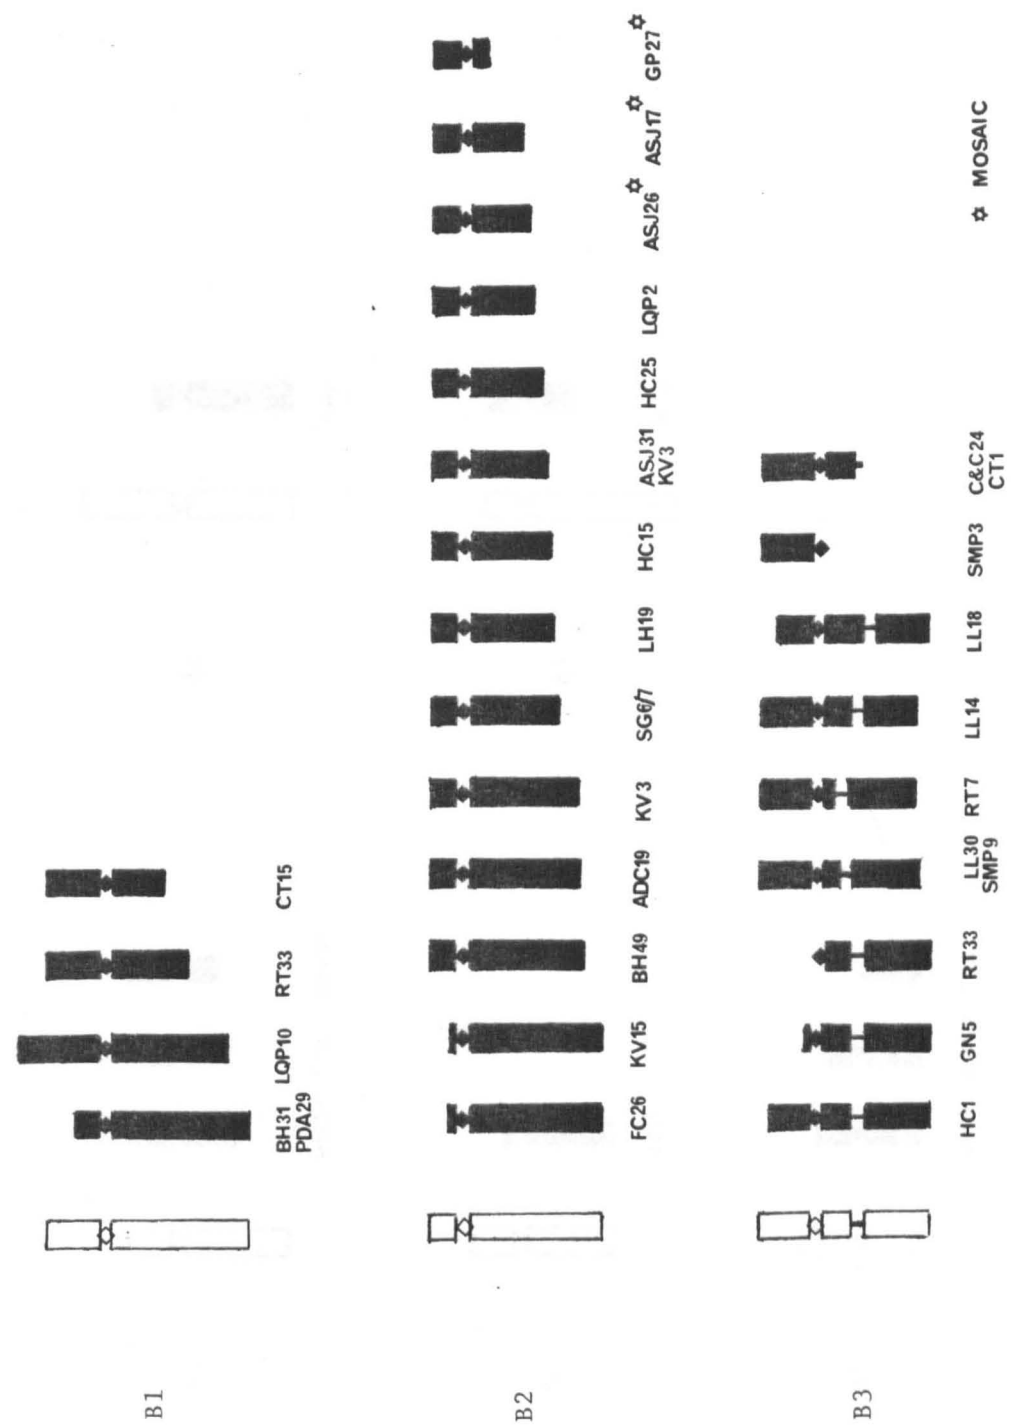 B1
BH31 LQP10 RT33 CT15
PDA29
B2
FC26 KV15 BH49 ADC19 KV3 SG6/7 LH19 HC15 ASJ31 HC25 LQP2 ASJ26✡ ASJ17✡ GP27✡
KV3
B3
HC1 GN5 RT33 LL30 RT7 LL14 LL18 SMP3 C&C24
SMP9 CT1
✡ MOSAIC